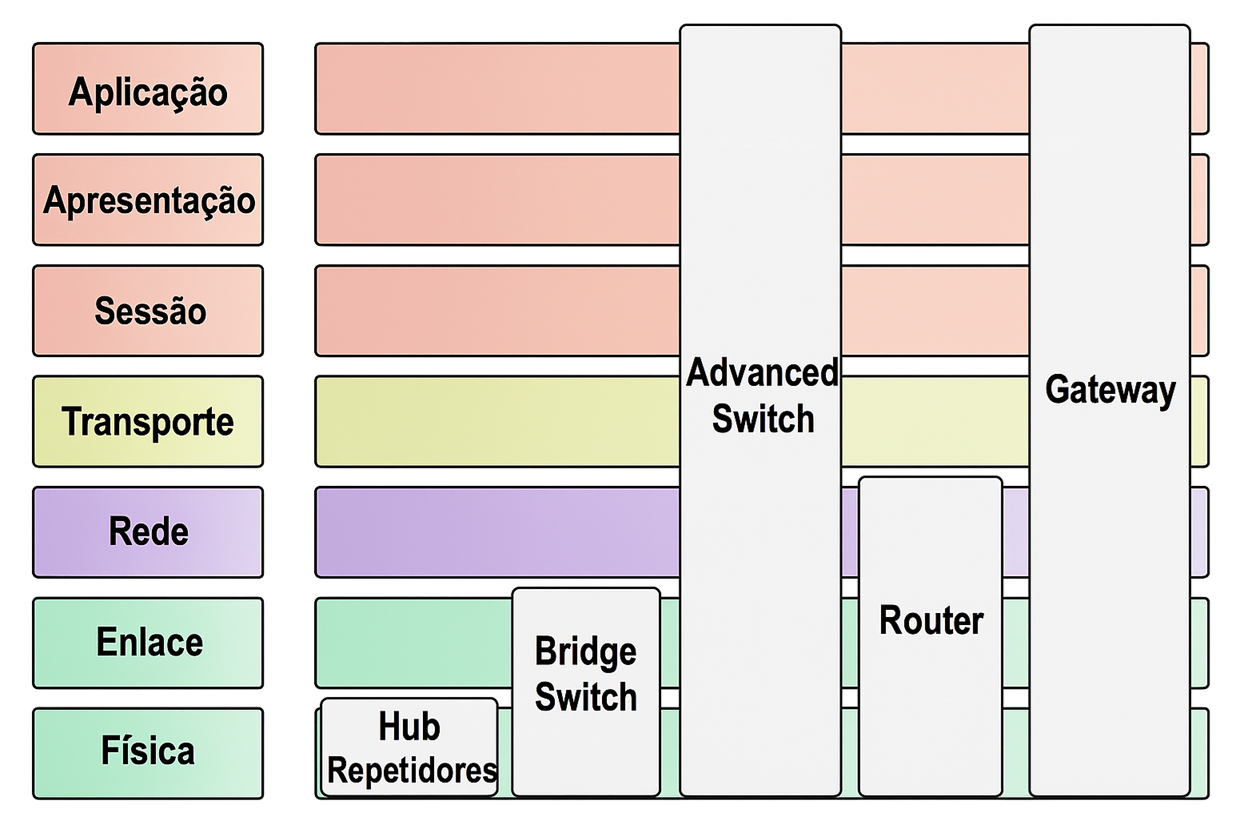 Aplicação
Apresentação
Sessão
Transporte
Rede
Enlace
Física
Hub
Repetidores
Bridge
Switch
Advanced
Switch
Router
Gateway